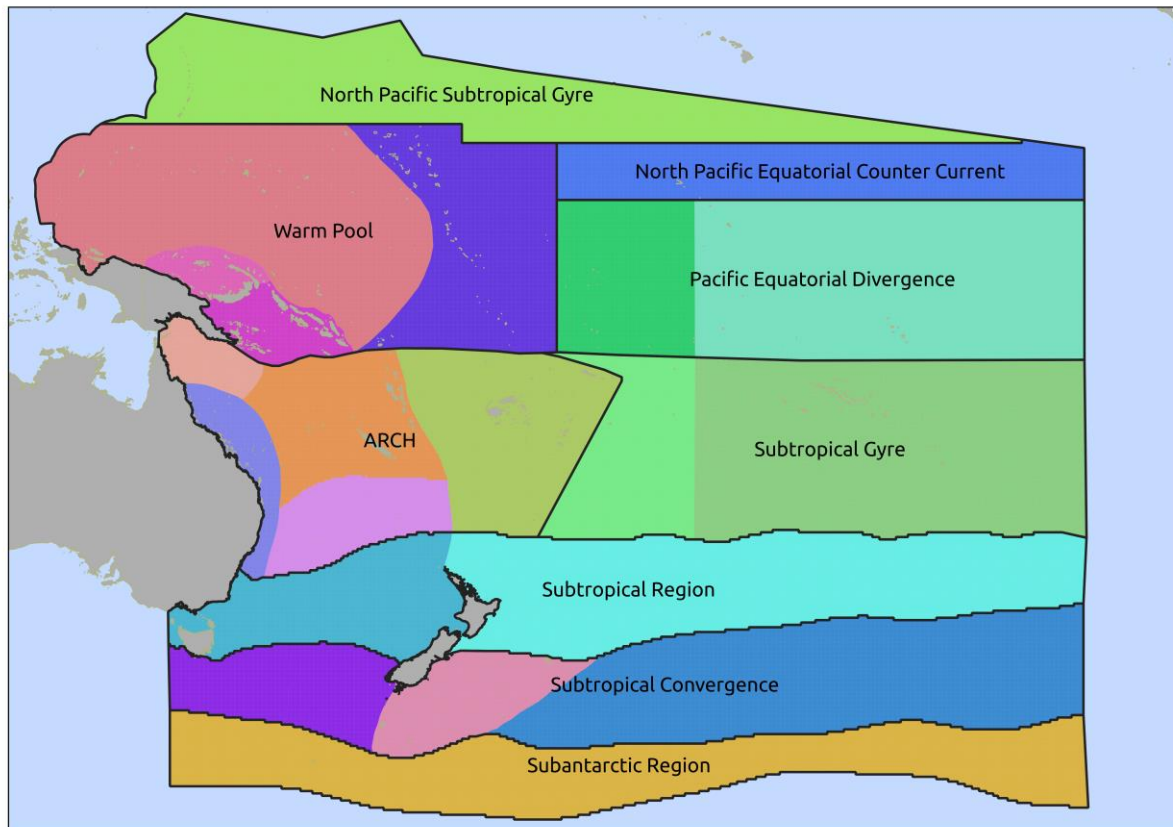 North Pacific Subtropical Gyre
North Pacific Equatorial Counter Current
Warm Pool
Pacific Equatorial Divergence
ARCH
Subtropical Gyre
Subtropical Region
Subtropical Convergence
Subantarctic Region